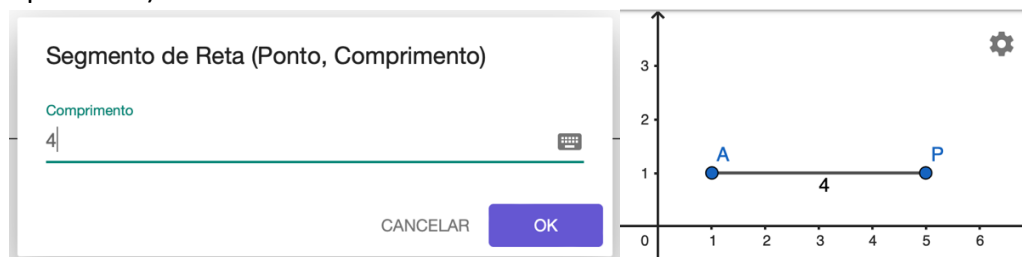 Segmento de Reta (Ponto, Comprimento)
Comprimento
4
CANCELAR OK
3
2
A P
1
4
0 1 2 3 4 5 6